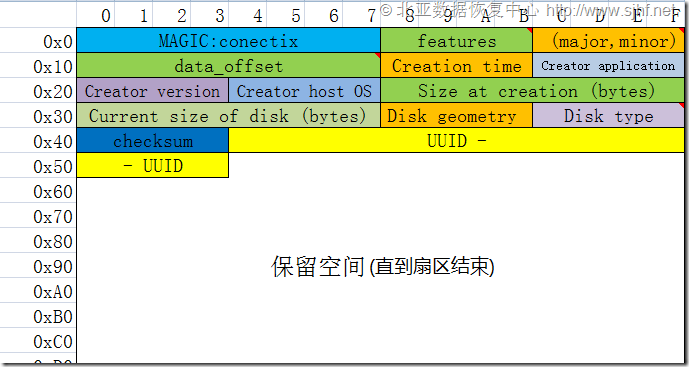 © 北亚数据恢复中心 http://www.sjhf.net
0 1 2 3 4 5 6 7 8 9 A B C D E F
0x0 MAGIC:conectix features (major,minor)
0x10 data_offset Creation time Creator application
0x20 Creator version Creator host OS Size at creation (bytes)
0x30 Current size of disk (bytes) Disk geometry Disk type
0x40 checksum UUID -
0x50 - UUID
0x60
0x70
0x80
0x90 保留空间 (直到扇区结束)
0xA0
0xB0
0xC0